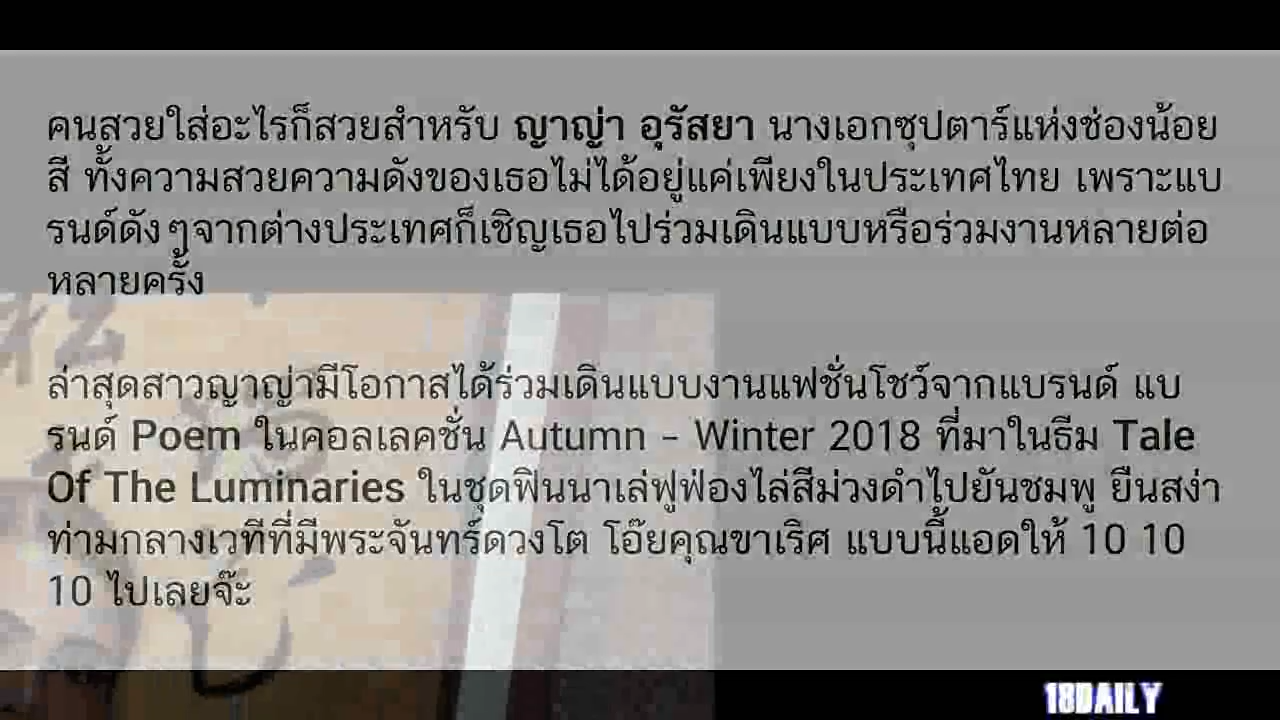 คนสวยใส่อะไรก็สวยสำหรับ ญาญ่า อุรัสยา นางเอกซุปตาร์แห่งช่องน้อย
สี ทั้งความสวยความดังของเธอไม่ได้อยู่แค่เพียงในประเทศไทย เพราะแบ
รนด์ดังๆจากต่างประเทศก็เชิญเธอไปร่วมเดินแบบหรือร่วมงานหลายต่อ
หลายครั้ง
ล่าสุดสาวญาญ่ามีโอกาสได้ร่วมเดินแบบงานแฟชั่นโชว์จากแบรนด์ แบ
รนด์ Poem ในคอลเลคชั่น Autumn – Winter 2018 ที่มาในธีม Tale
Of The Luminaries ในชุดฟินนาเล่ฟูฟ่องไล่สีม่วงดำไปยันชมพู ยืนสง่า
ท่ามกลางเวทีที่มีพระจันทร์ดวงโต โอ๊ยคุณขาเริศ แบบนี้แอดให้ 10 10
10 ไปเลยจ๊ะ
18DAILY